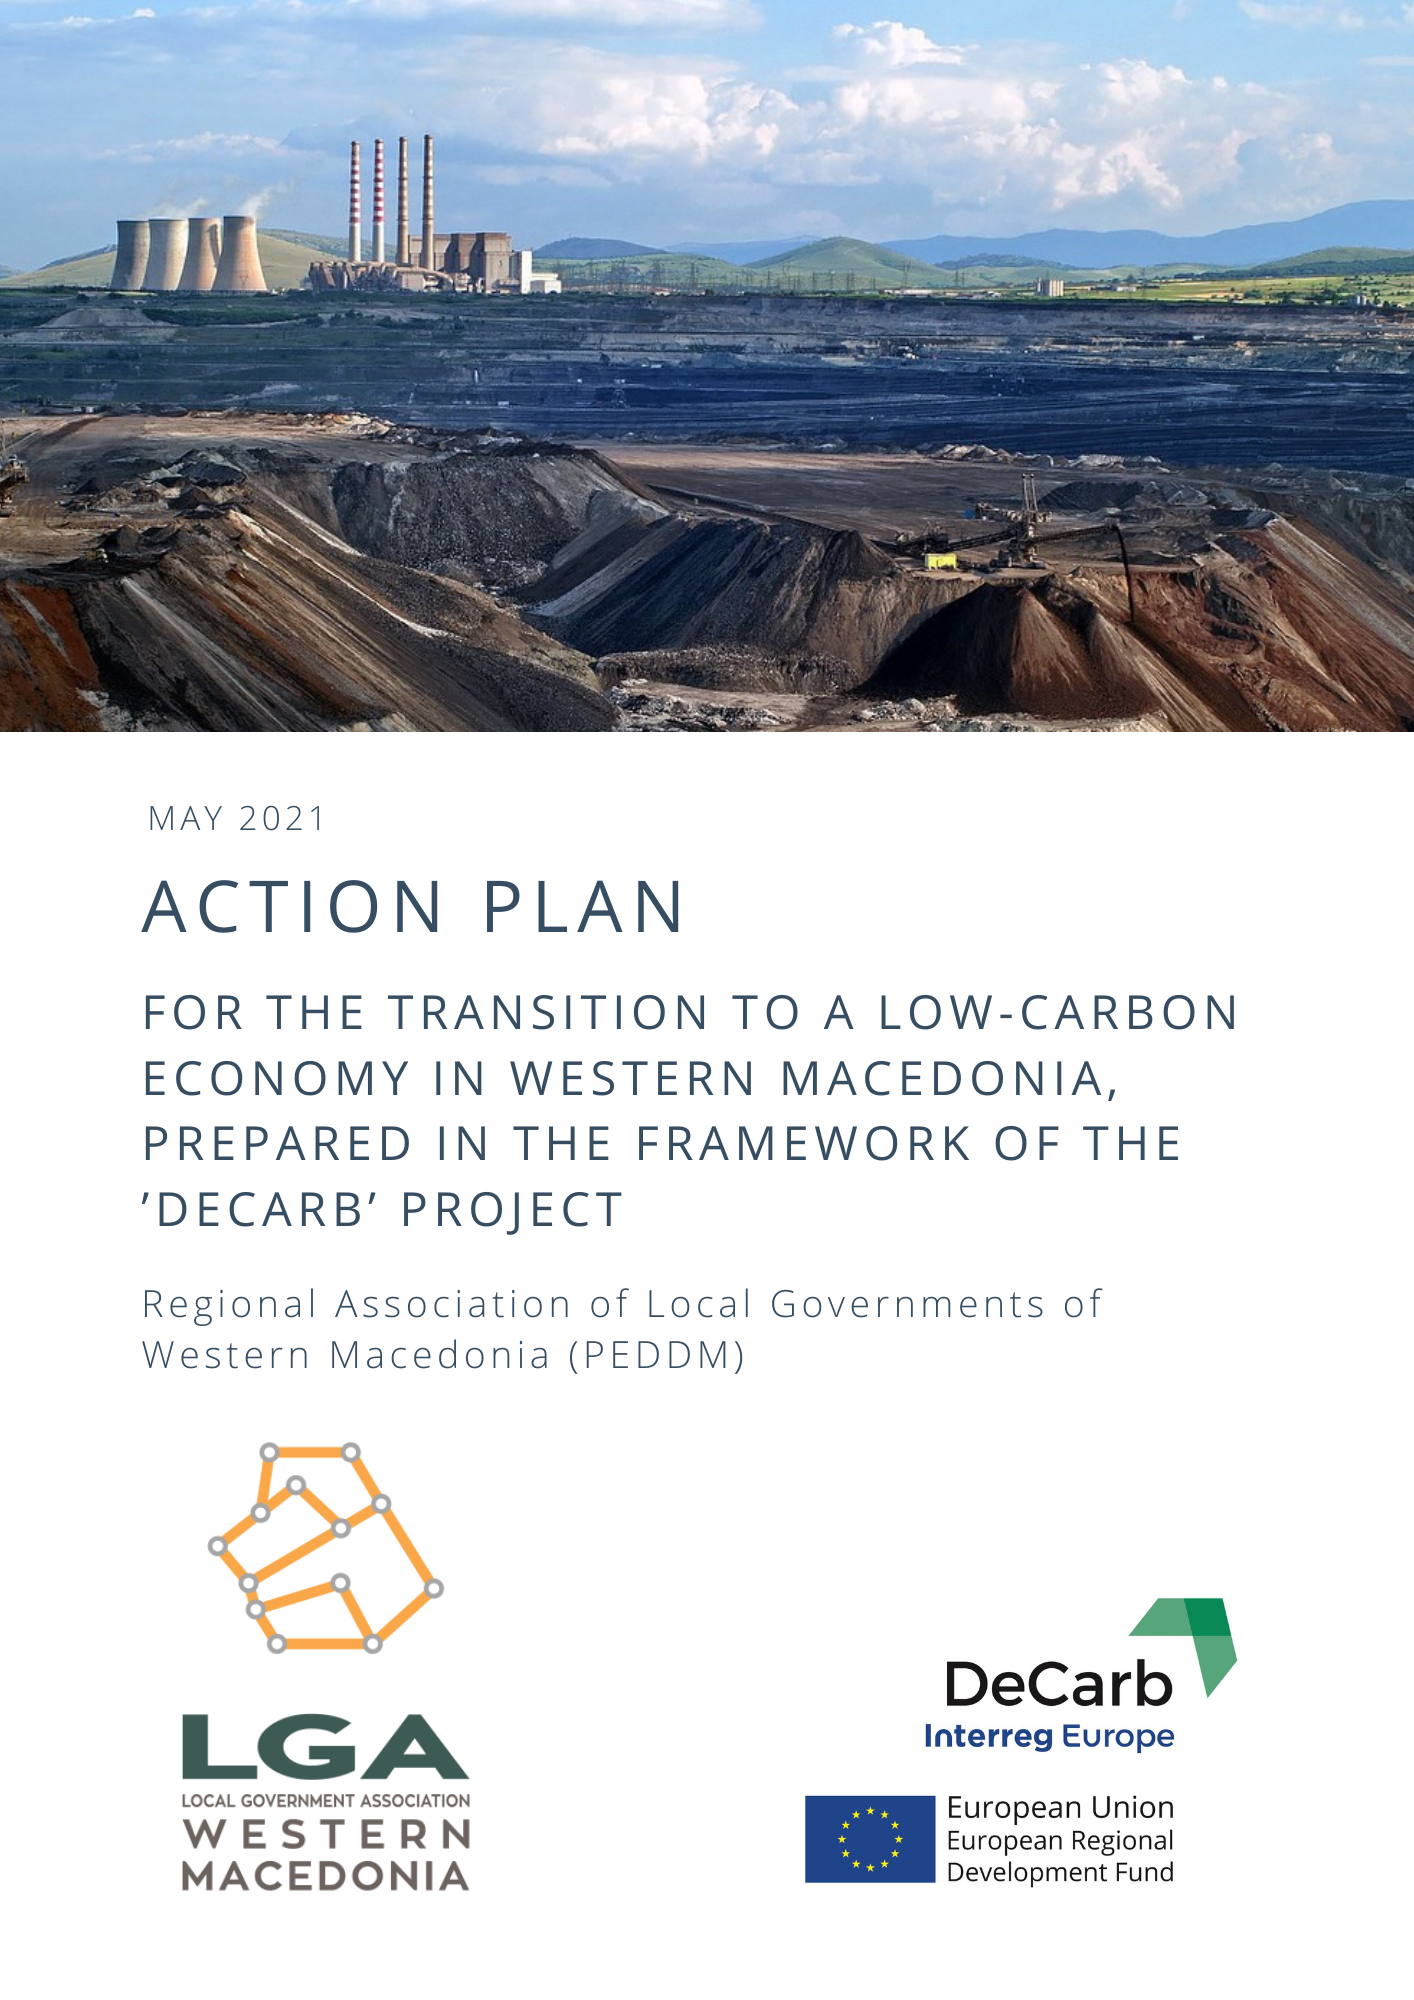 MAY 2021
ACTION PLAN
FOR THE TRANSITION TO A LOW-CARBON
ECONOMY IN WESTERN MACEDONIA,
PREPARED IN THE FRAMEWORK OF THE
’DECARB’ PROJECT
Regional Association of Local Governments of
Western Macedonia (PEDDM)
LGA
LOCAL GOVERNMENT ASSOCIATION
WESTERN
MACEDONIA
DeCarb
Interreg Europe
European Union
European Regional
Development Fund